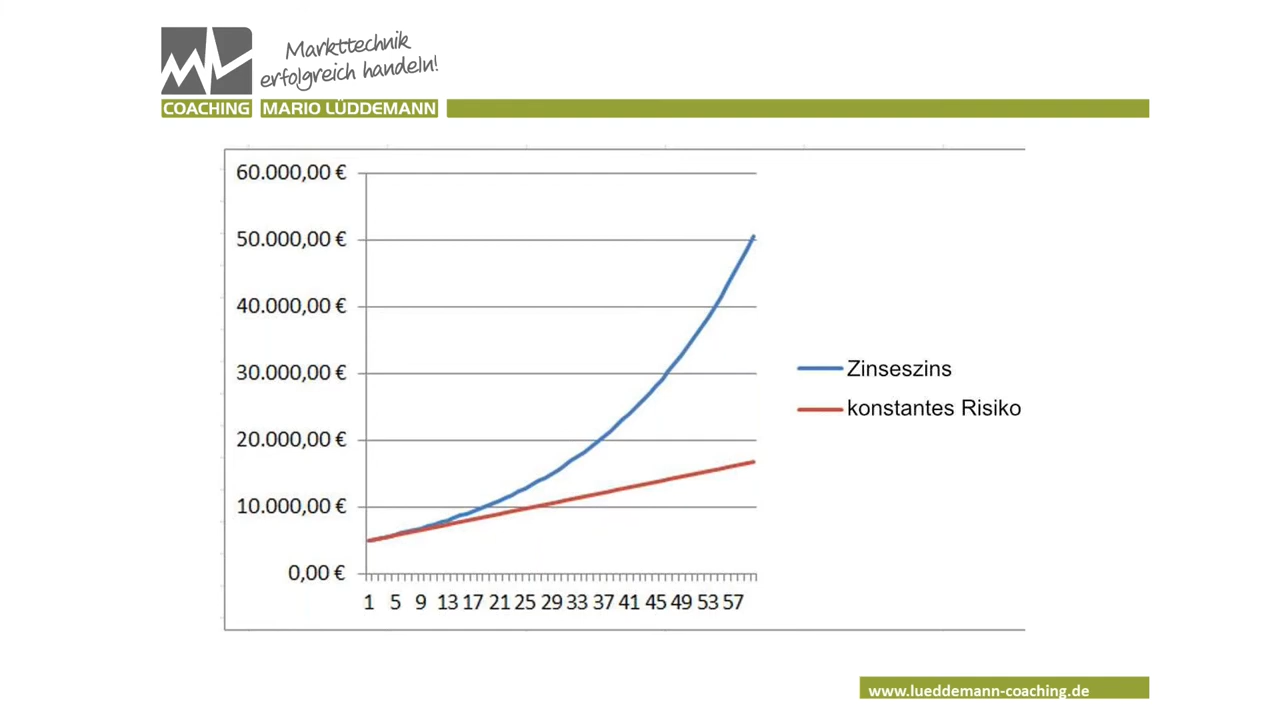 Markttechnik
erfolgreich handeln!
COACHING MARIO LÜDDEMANN
60.000,00 €
50.000,00 €
40.000,00 €
30.000,00 €
20.000,00 €
10.000,00 €
0,00 €
1 5 9 13 17 21 25 29 33 37 41 45 49 53 57
Zinseszins
konstantes Risiko
www.lueddemann-coaching.de